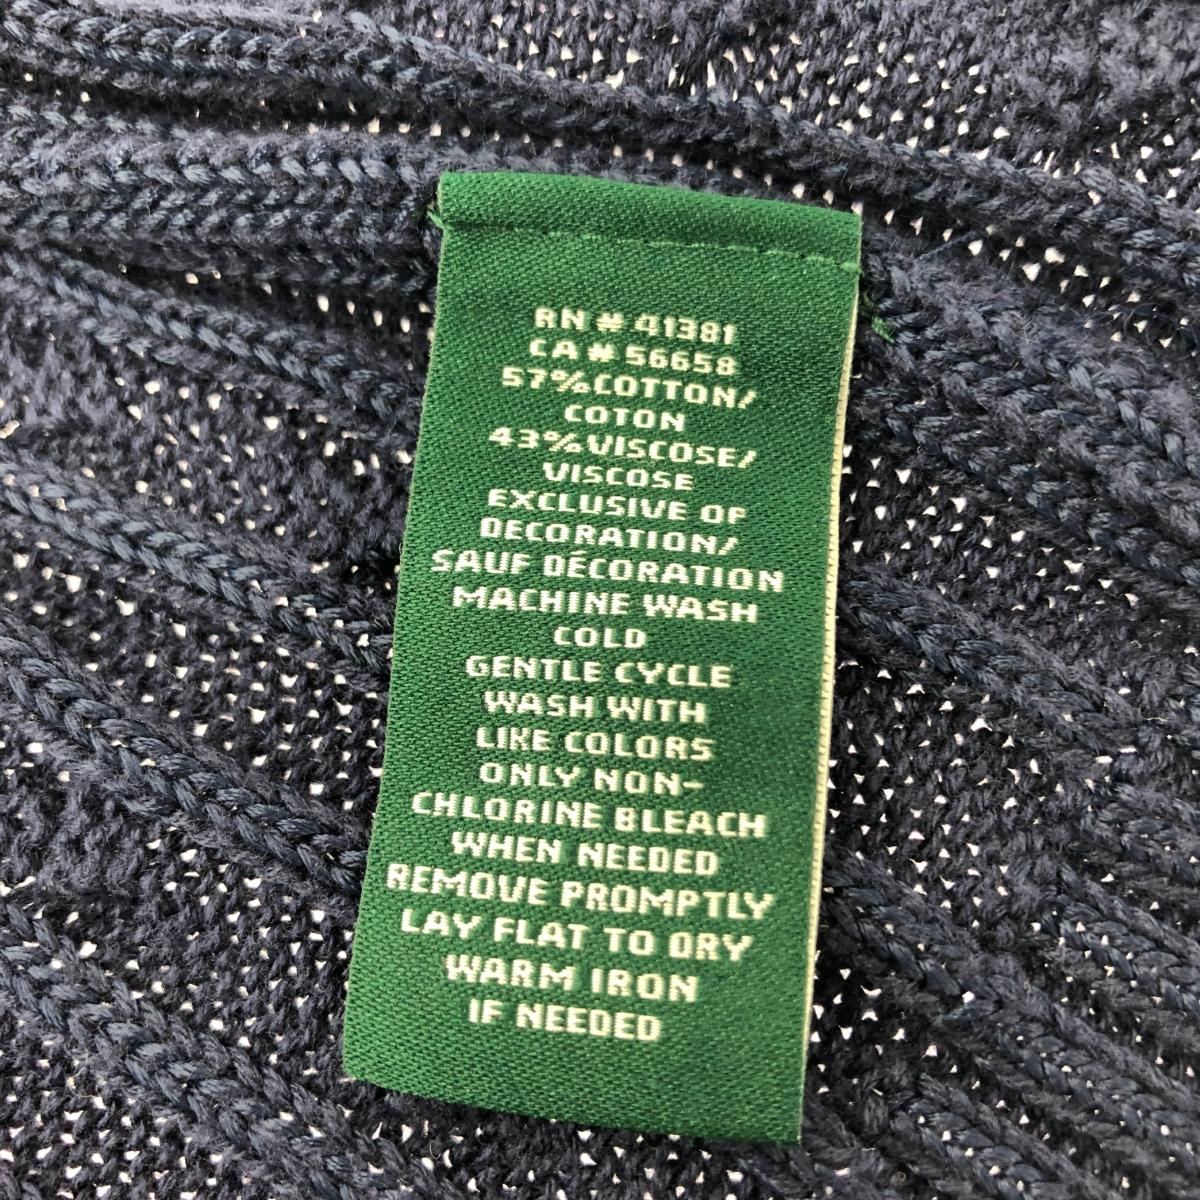 RN # 41381
CA # 56658
57%COTTON/
COTON
43%VISCOSE/
VISCOSE
EXCLUSIVE OF
DECORATION/
SAUF DÉCORATION
MACHINE WASH
COLD
GENTLE CYCLE
WASH WITH
LIKE COLORS
ONLY NON-
CHLORINE BLEACH
WHEN NEEDED
REMOVE PROMPTLY
LAY FLAT TO DRY
WARM IRON
IF NEEDED